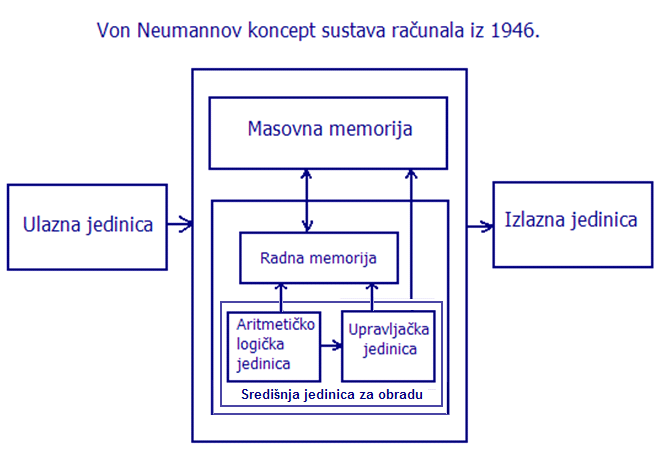 Von Neumannov koncept sustava računala iz 1946.
Masovna memorija
Ulazna jedinica
Izlazna jedinica
Radna memorija
Aritmetičko
logička
jedinica
Upravljačka
jedinica
Središnja jedinica za obradu